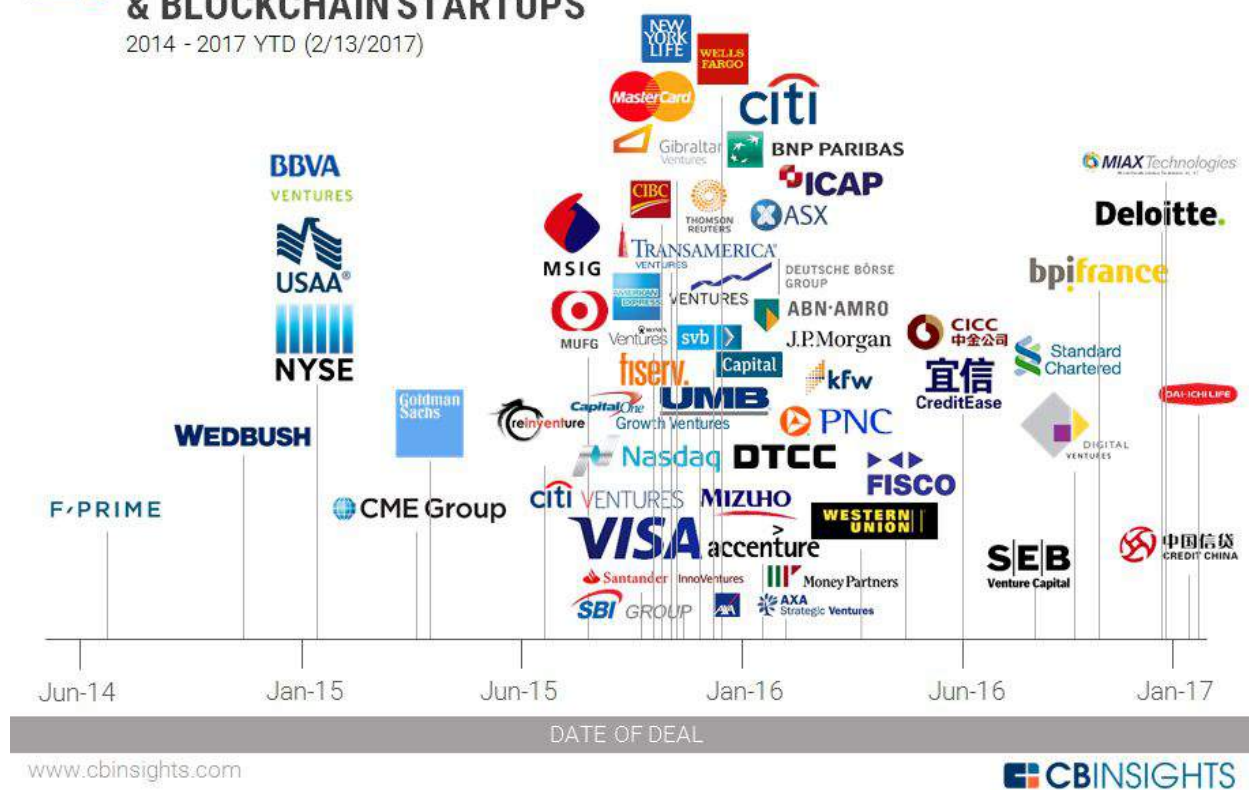 & BLOCKCHAIN STARTUPS
2014 - 2017 YTD (2/13/2017)
NEW
YORK
LIFE
WELLS
FARGO
MasterCard
citi
Gibraltar
Ventures
BNP PARIBAS
BBVA
VENTURES
MIAX Technologies
ICAP
CIBC
THOMSON
REUTERS
ASX
Deloitte.
USAA®
MSIG
TRANSAMERICA®
VENTURES
bpifrance
DEUTSCHE BÖRSE
GROUP
AMERICAN
EXPRESS
VENTURES
ABN·AMRO
NYSE
MUFG
Ventures
svb
J.P.Morgan
CICC
中金公司
Standard
Chartered
fiserv.
Capital
kfw
宜信
CreditEase
DAI-ICHI LIFE
Goldman
Sachs
reinventure
CapitalOne
Growth Ventures
UMB
PNC
WEDBUSH
DIGITAL
VENTURES
Nasdaq
DTCC
FISCO
F-PRIME
CME Group
citi VENTURES
MIZUHO
WESTERN
UNION
VISA
accenture
SEB
Venture Capital
中国信贷
CREDIT CHINA
Santander InnoVentures
Money Partners
SBI GROUP
AXA
AXA
Strategic Ventures
Jun-14
Jan-15
Jun-15
Jan-16
Jun-16
Jan-17
DATE OF DEAL
www.cbinsights.com
CBINSIGHTS